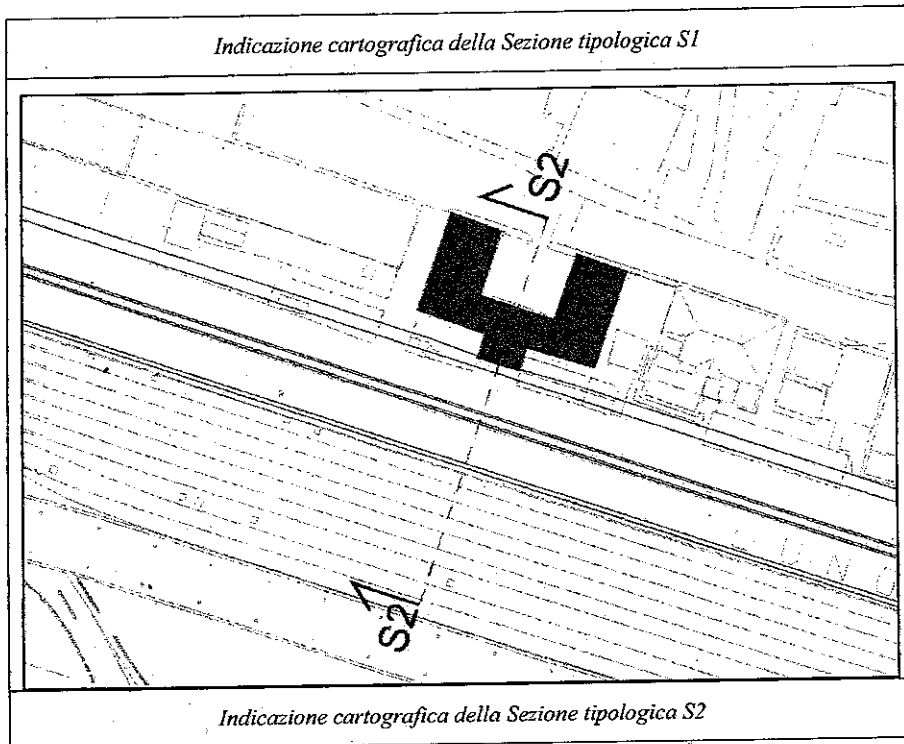 Indicazione cartografica della Sezione tipologica S1
S2
S2
Indicazione cartografica della Sezione tipologica S2